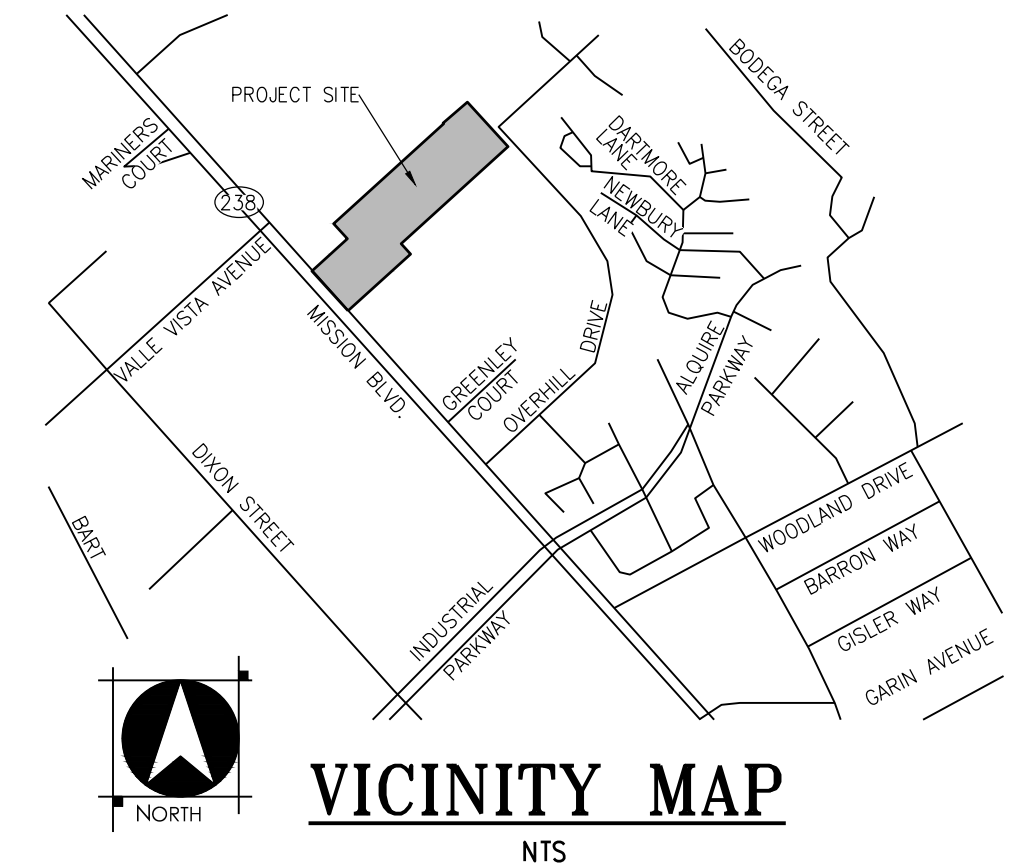 BODEGA STREET
PROJECT SITE
MARINERS
COURT
DARTMORE
LANE
238
NEWBURY
LANE
VALLE VISTA AVENUE
MISSION BLVD.
DRIVE
OVERHILL
GREENLEY
COURT
ALQUIRE
PARKWAY
DIXON STREET
BART
WOODLAND DRIVE
BARRON WAY
GISLER WAY
GARIN AVENUE
INDUSTRIAL
PARKWAY
NORTH
VICINITY MAP
NTS